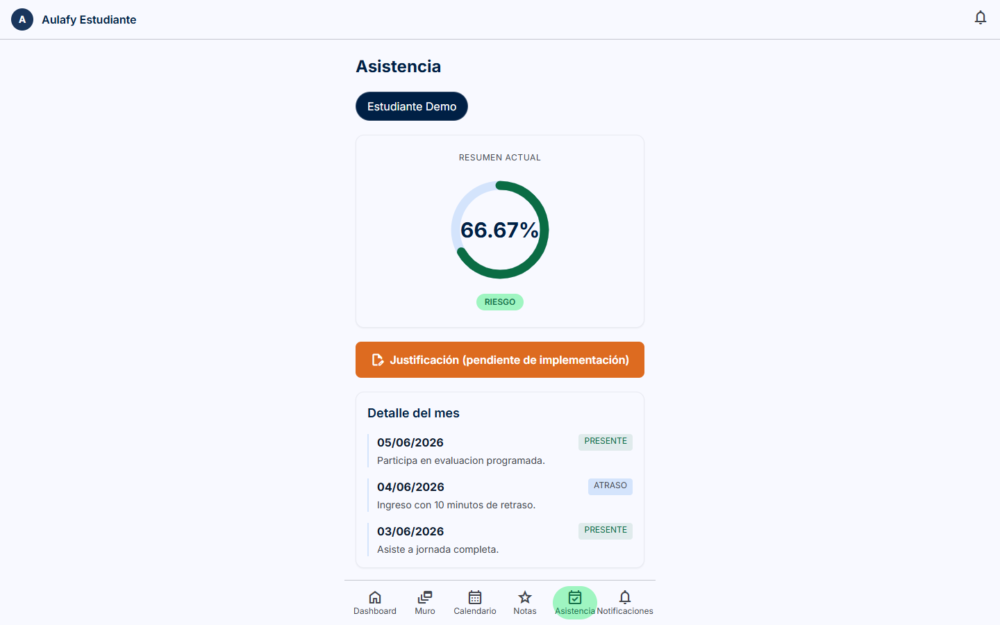 A
Aulafy Estudiante
Asistencia
Estudiante Demo
RESUMEN ACTUAL
66.67%
RIESGO
Justificación (pendiente de implementación)
Detalle del mes
05/06/2026
PRESENTE
Participa en evaluacion programada.
04/06/2026
ATRASO
Ingreso con 10 minutos de retraso.
03/06/2026
PRESENTE
Asiste a jornada completa.
Dashboard
Muro
Calendario
Notas
Asistencia
Notificaciones